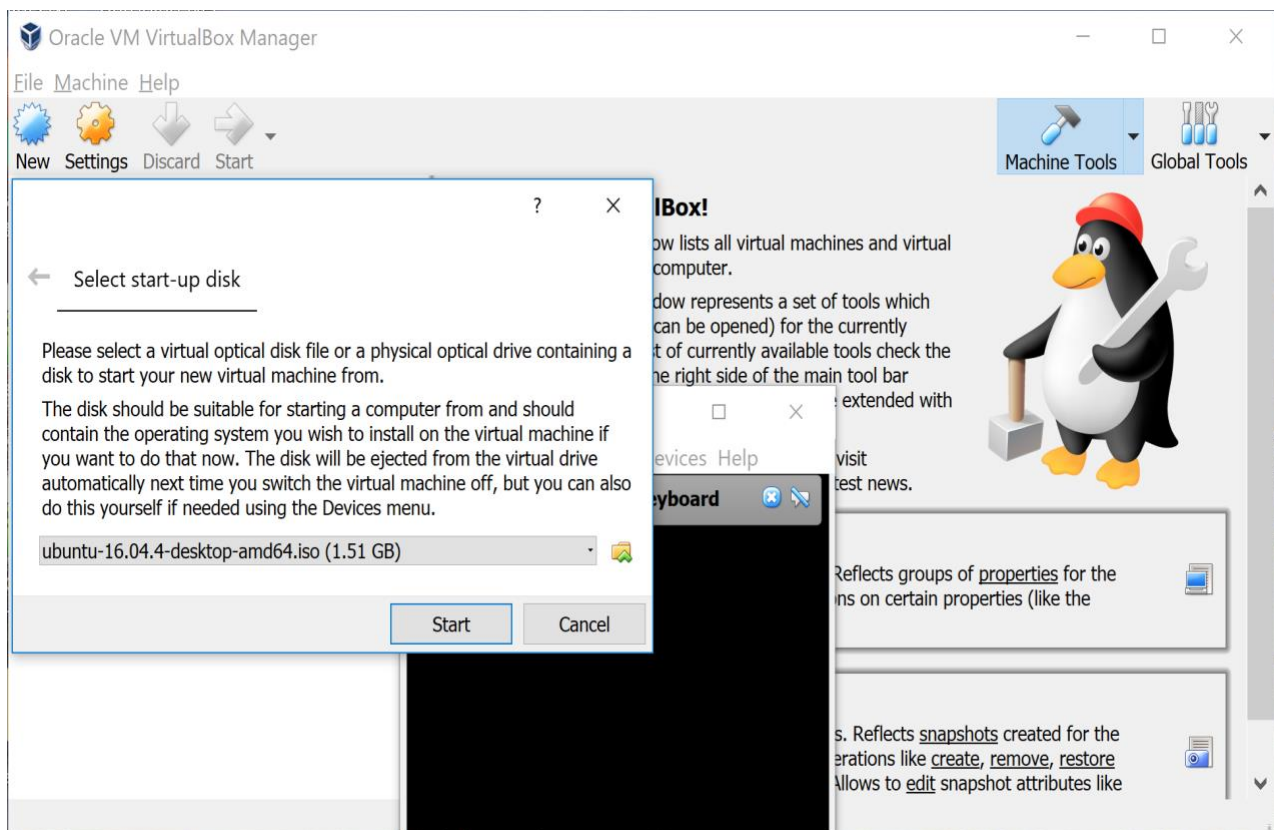 Oracle VM VirtualBox Manager
File Machine Help
New Settings Discard Start
Machine Tools Global Tools
?
Select start-up disk
Please select a virtual optical disk file or a physical optical drive containing a
disk to start your new virtual machine from.
The disk should be suitable for starting a computer from and should
contain the operating system you wish to install on the virtual machine if
you want to do that now. The disk will be ejected from the virtual drive
automatically next time you switch the virtual machine off, but you can also
do this yourself if needed using the Devices menu.
ubuntu-16.04.4-desktop-amd64.iso (1.51 GB)
Start Cancel
lBox!
ow lists all virtual machines and virtual
computer.
dow represents a set of tools which
can be opened) for the currently
t of currently available tools check the
he right side of the main tool bar
extended with
visit
test news.
evices Help
eyboard
Reflects groups of properties for the
ns on certain properties (like the
s. Reflects snapshots created for the
erations like create, remove, restore
Allows to edit snapshot attributes like